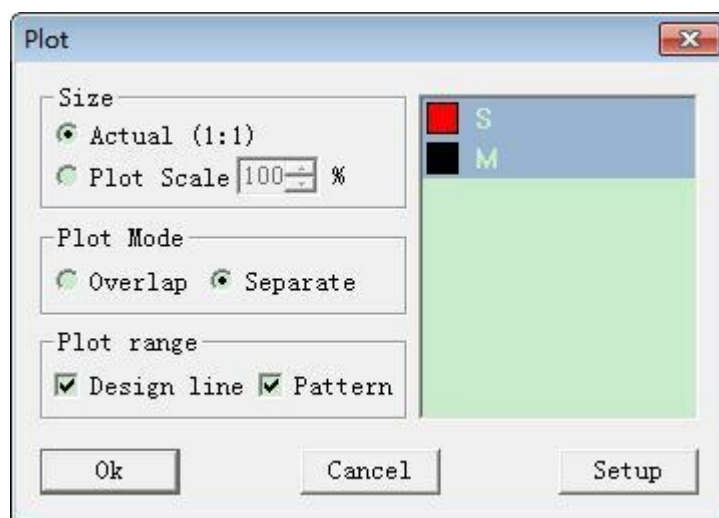 Plot
Size
Actual (1:1)
Plot Scale 100 %
Plot Mode
Overlap Separate
Plot range
Design line Pattern
S
M
Ok Cancel Setup